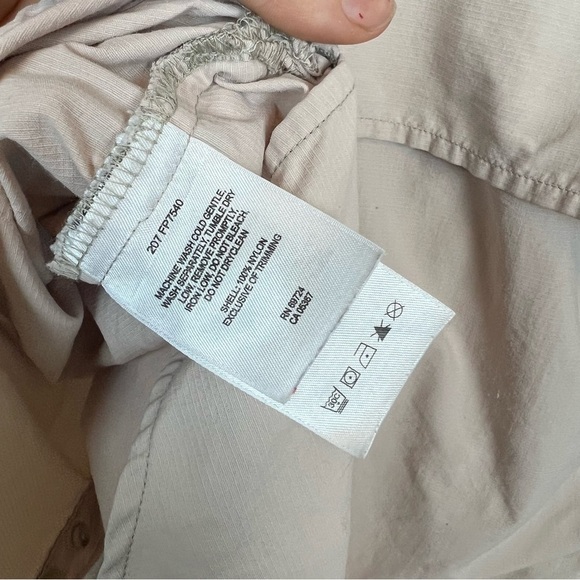 207 FP7540
MACHINE WASH COLD GENTLE,
WASH SEPARATELY, TUMBLE DRY
LOW, REMOVE PROMPTLY,
IRON LOW, DO NOT BLEACH,
DO NOT DRYCLEAN
SHELL: 100% NYLON
EXCLUSIVE OF TRIMMING
RN 69724
CA 05367
30C